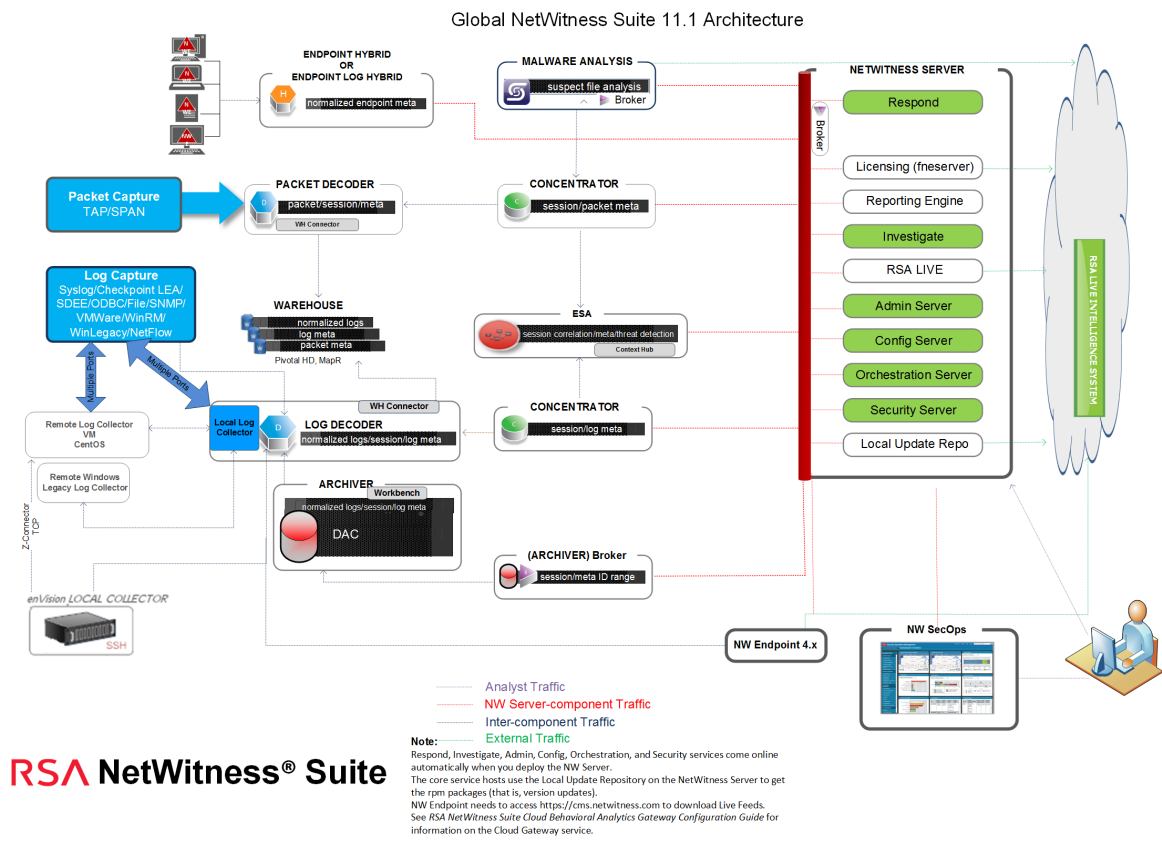 Global NetWitness Suite 11.1 Architecture
ENDPOINT HYBRID
OR
ENDPOINT LOG HYBRID
H
normalized endpoint meta
N
N
N
WE
NW
MALWARE ANALYSIS
suspect file analysis
Broker
NETWITNESS SERVER
Broker
Respond
Licensing (fneserver)
Reporting Engine
Investigate
RSA LIVE
Admin Server
Config Server
Orchestration Server
Security Server
Local Update Repo
RSA LIVE INTELLIGENCE SYSTEM
Packet Capture
TAP/SPAN
PACKET DECODER
D
packet/session/meta
WH Connector
CONCENTRATOR
C
session/packet meta
Log Capture
Syslog/Checkpoint LEA/
SDEE/ODBC/File/SNMP/
VMWare/WinRM/
WinLegacy/NetFlow
WAREHOUSE
normalized logs
log meta
packet meta
Pivotal HD, MapR
ESA
session correlation/meta/threat detection
Context Hub
Multiple Ports
Multiple Ports
Remote Log Collector
VM
CentOS
Remote Windows
Legacy Log Collector
Local Log
Collector
WH Connector
D
LOG DECODER
normalized logs/session/log meta
CONCENTRATOR
C
session/log meta
ARCHIVER
Workbench
normalized logs/session/log meta
DAC
Z-Connector
TCP
(ARCHIVER) Broker
session/meta ID range
enVision LOCAL COLLECTOR
SSH
NW Endpoint 4.x
NW SecOps
Analyst Traffic
NW Server-component Traffic
Inter-component Traffic
External Traffic
Note:
Respond, Investigate, Admin, Config, Orchestration, and Security services come online
automatically when you deploy the NW Server.
The core service hosts use the Local Update Repository on the NetWitness Server to get
the rpm packages (that is, version updates).
NW Endpoint needs to access https://cms.netwitness.com to download Live Feeds.
See RSA NetWitness Suite Cloud Behavioral Analytics Gateway Configuration Guide for
information on the Cloud Gateway service.
RSA NetWitness® Suite